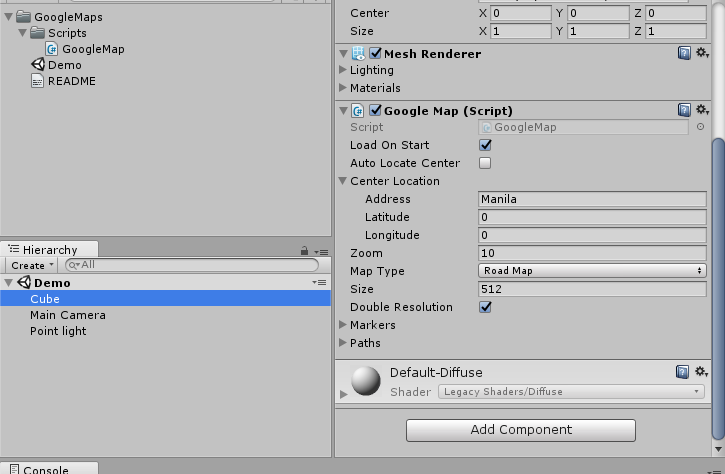 GoogleMaps
Scripts
GoogleMap
Demo
README
Hierarchy
Create All
Demo
Cube
Main Camera
Point light
Console
Center X 0 Y 0 Z 0
Size X 1 Y 1 Z 1
Mesh Renderer
Lighting
Materials
Google Map (Script)
Script GoogleMap
Load On Start
Auto Locate Center
Center Location
Address Manila
Latitude 0
Longitude 0
Zoom 10
Map Type Road Map
Size 512
Double Resolution
Markers
Paths
Default-Diffuse
Shader Legacy Shaders/Diffuse
Add Component